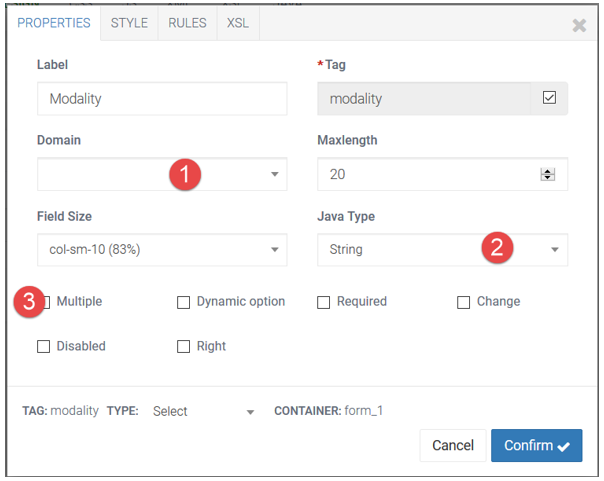 PROPERTIES STYLE RULES XSL
Label *Tag
Modality modality
Domain Maxlength
1 20
Field Size Java Type
col-sm-10 (83%) String 2
3 Multiple Dynamic option Required Change
Disabled Right
TAG: modality TYPE: Select CONTAINER: form_1
Cancel Confirm